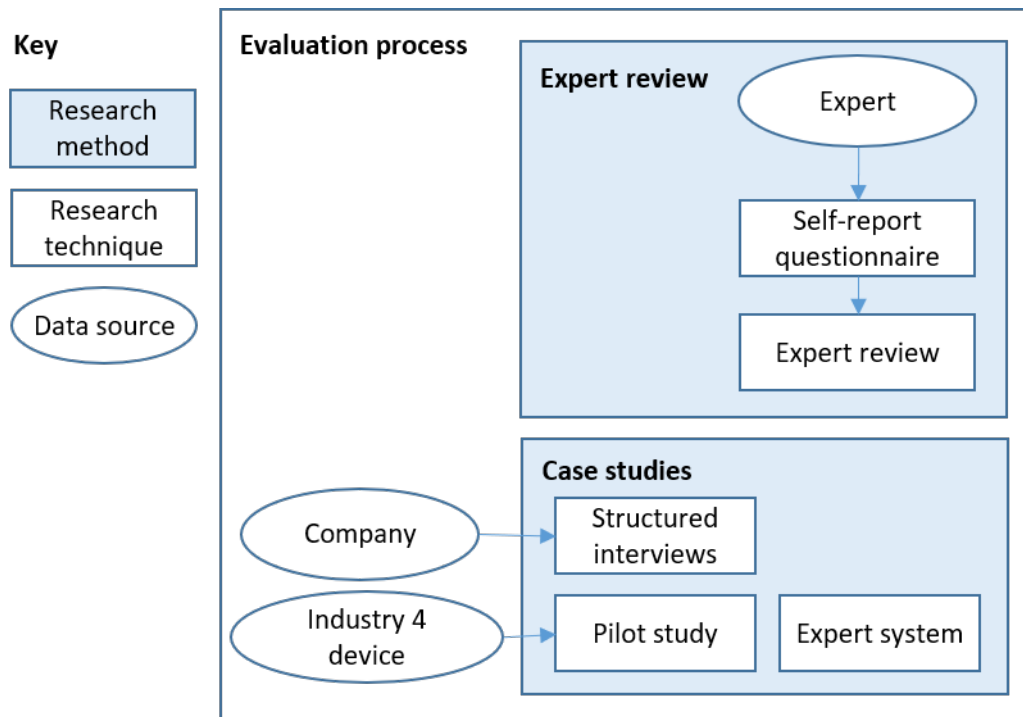 Key
Research
method
Research
technique
Data source
Evaluation process
Expert review
Expert
Self-report
questionnaire
Expert review
Case studies
Company
Structured
interviews
Industry 4
device
Pilot study
Expert system